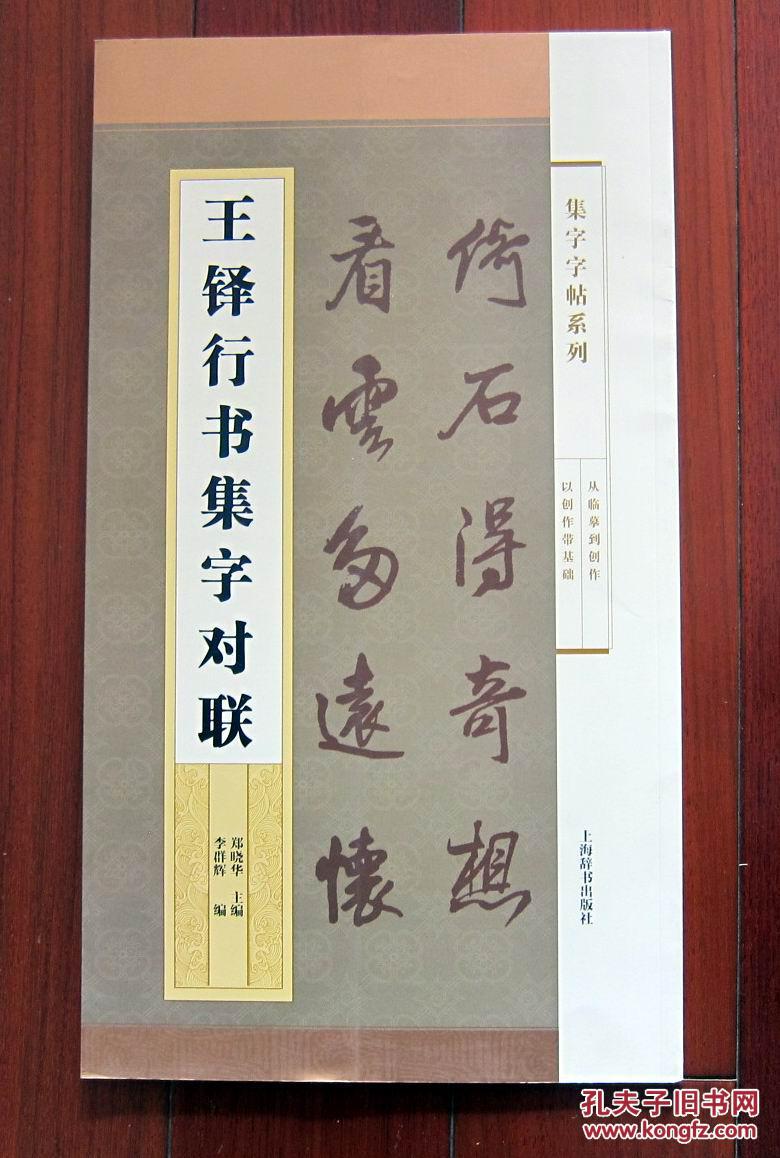 集字字帖系列
从临摹到创作
以创作带基础
上海辞书出版社
倚石得奇想
看雲多遠懷
王铎行书集字对联
郑晓华 主编
李群辉 编
孔夫子旧书网
www.kongfz.com